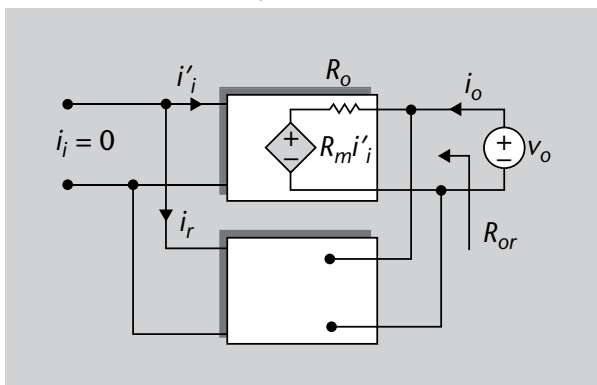 i'ᵢ
Rₒ
iₒ
iᵢ = 0
+
−
Rₘi'ᵢ
+
−
vₒ
iᵣ
Rₒᵣ